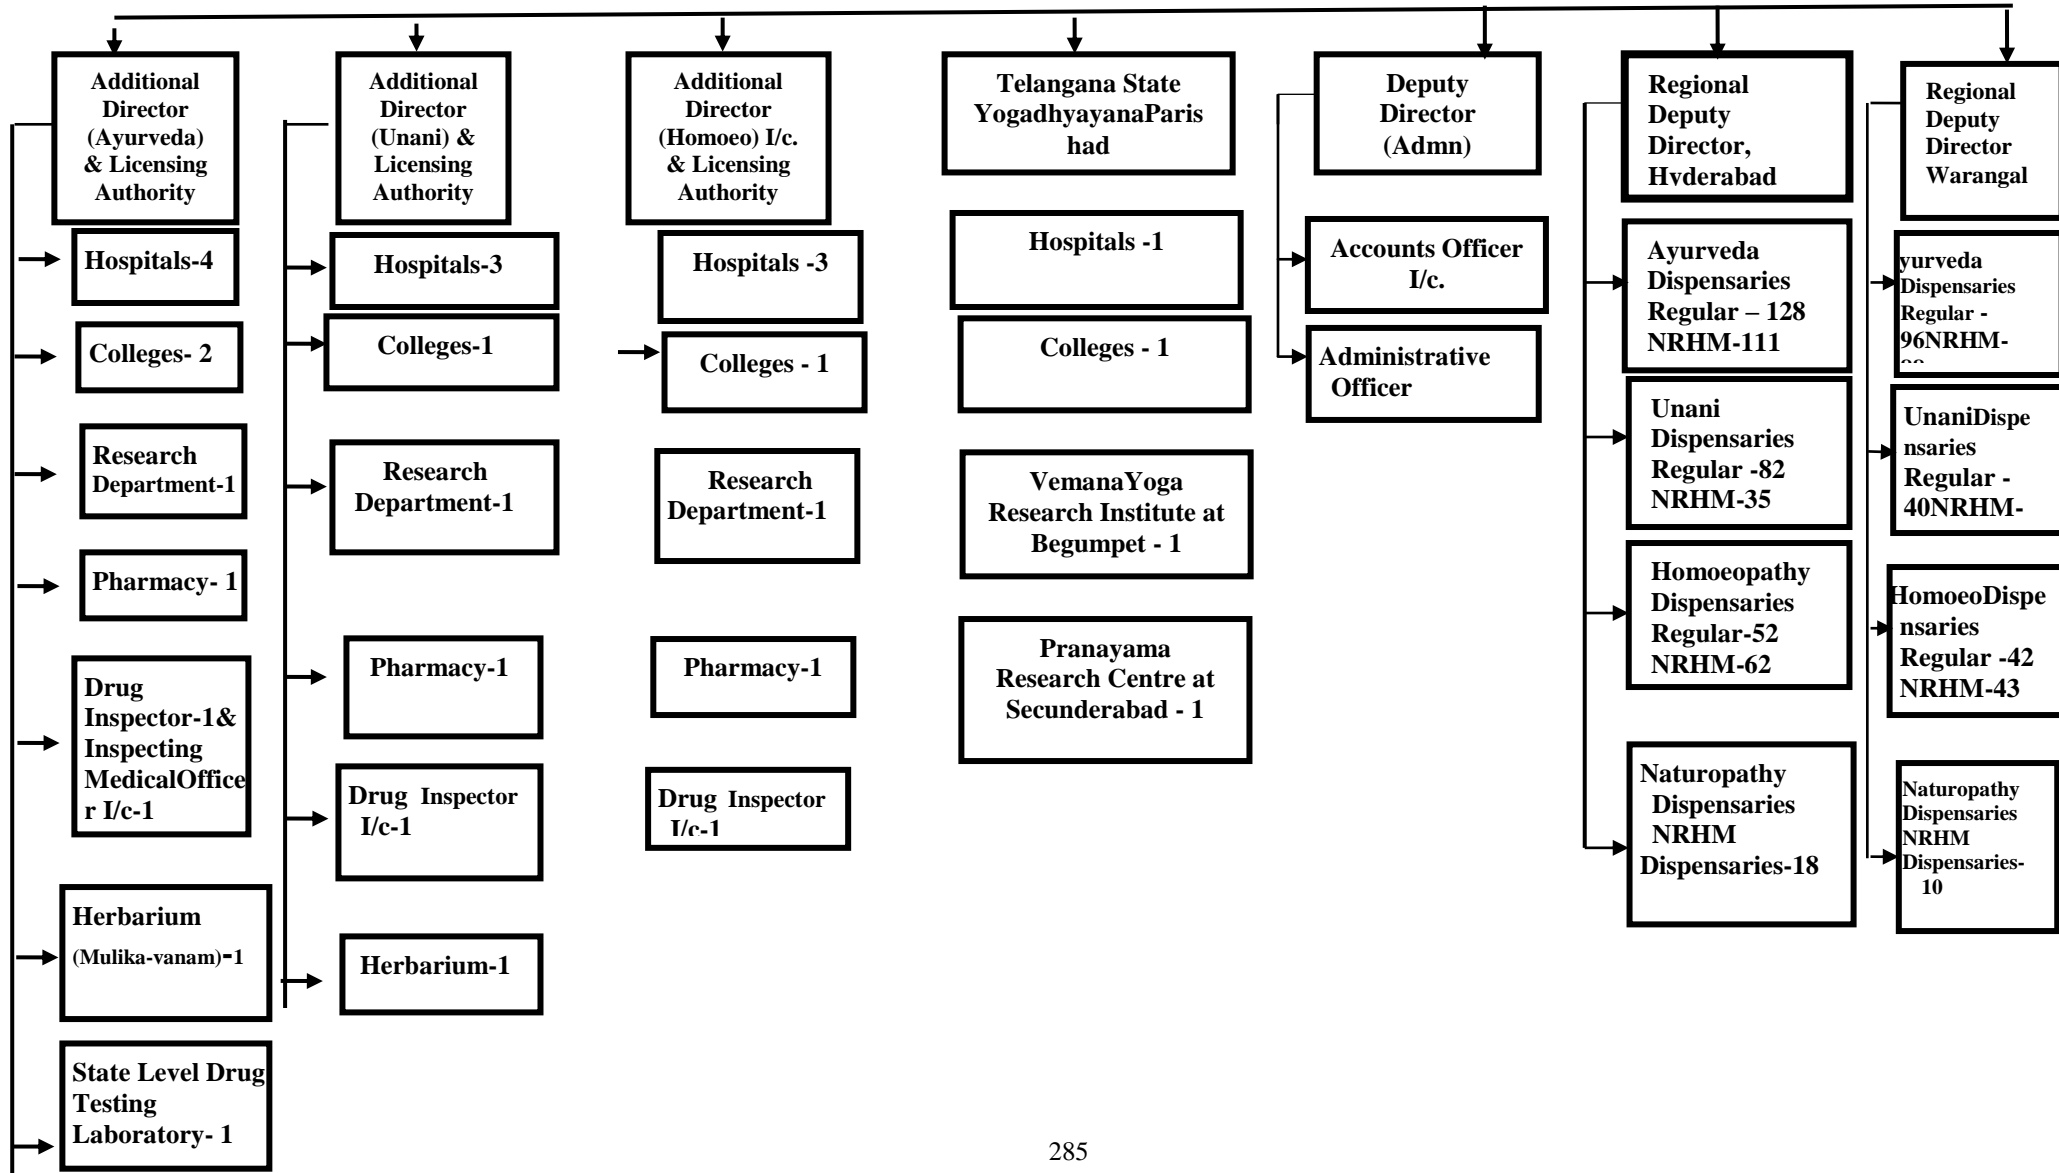 Additional
Director
(Ayurveda)
& Licensing
Authority
Hospitals-4
Colleges- 2
Research
Department-1
Pharmacy- 1
Drug
Inspector-1&
Inspecting
MedicalOffice
r I/c-1
Herbarium
(Mulika-vanam)-1
State Level Drug
Testing
Laboratory- 1
Additional
Director
(Unani) &
Licensing
Authority
Hospitals-3
Colleges-1
Research
Department-1
Pharmacy-1
Drug Inspector
I/c-1
Herbarium-1
Additional
Director
(Homoeo) I/c.
& Licensing
Authority
Hospitals -3
Colleges - 1
Research
Department-1
Pharmacy-1
Drug Inspector
I/c-1
Telangana State
YogadhyayanaParis
had
Hospitals -1
Colleges - 1
VemanaYoga
Research Institute at
Begumpet - 1
Pranayama
Research Centre at
Secunderabad - 1
Deputy
Director
(Admn)
Accounts Officer
I/c.
Administrative
Officer
Regional
Deputy
Director,
Hyderabad
Ayurveda
Dispensaries
Regular – 128
NRHM-111
Unani
Dispensaries
Regular -82
NRHM-35
Homoeopathy
Dispensaries
Regular-52
NRHM-62
Naturopathy
Dispensaries
NRHM
Dispensaries-18
Regional
Deputy
Director
Warangal
yurveda
Dispensaries
Regular -
96NRHM-
UnaniDispe
nsaries
Regular -
40NRHM-
HomoeoDispe
nsaries
Regular -42
NRHM-43
Naturopathy
Dispensaries
NRHM
Dispensaries-
10
285